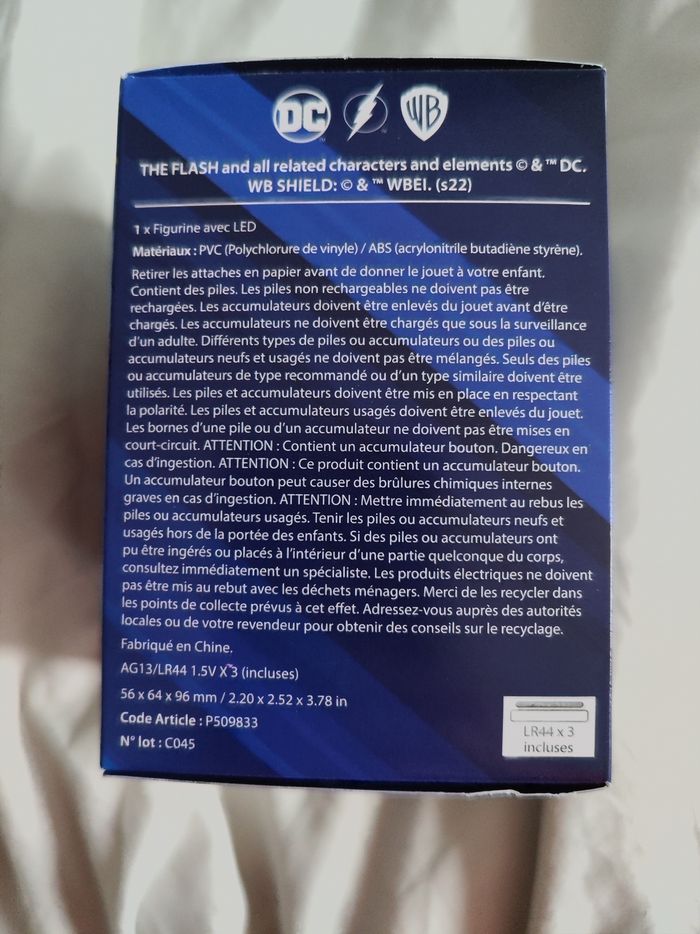 DC
WB
THE FLASH and all related characters and elements © & ™ DC.
WB SHIELD: © & ™ WBEI. (s22)
1 x Figurine avec LED
Matériaux : PVC (Polychlorure de vinyle) / ABS (acrylonitrile butadiène styrène).
Retirer les attaches en papier avant de donner le jouet à votre enfant.
Contient des piles. Les piles non rechargeables ne doivent pas être
rechargées. Les accumulateurs doivent être enlevés du jouet avant d'être
chargés. Les accumulateurs ne doivent être chargés que sous la surveillance
d'un adulte. Différents types de piles ou accumulateurs ou des piles ou
accumulateurs neufs et usagés ne doivent pas être mélangés. Seuls des piles
ou accumulateurs de type recommandé ou d'un type similaire doivent être
utilisés. Les piles et accumulateurs doivent être mis en place en respectant
la polarité. Les piles et accumulateurs usagés doivent être enlevés du jouet.
Les bornes d'une pile ou d'un accumulateur ne doivent pas être mises en
court-circuit. ATTENTION : Contient un accumulateur bouton. Dangereux en
cas d'ingestion. ATTENTION : Ce produit contient un accumulateur bouton.
Un accumulateur bouton peut causer des brûlures chimiques internes
graves en cas d'ingestion. ATTENTION : Mettre immédiatement au rebus les
piles ou accumulateurs usagés. Tenir les piles ou accumulateurs neufs et
usagés hors de la portée des enfants. Si des piles ou accumulateurs ont
pu être ingérés ou placés à l'intérieur d'une partie quelconque du corps,
consultez immédiatement un spécialiste. Les produits électriques ne doivent
pas être mis au rebut avec les déchets ménagers. Merci de les recycler dans
les points de collecte prévus à cet effet. Adressez-vous auprès des autorités
locales ou de votre revendeur pour obtenir des conseils sur le recyclage.
Fabriqué en Chine.
AG13/LR44 1.5V X 3 (incluses)
56 x 64 x 96 mm / 2.20 x 2.52 x 3.78 in
Code Article : P509833
N° lot : C045
LR44 x 3
incluses